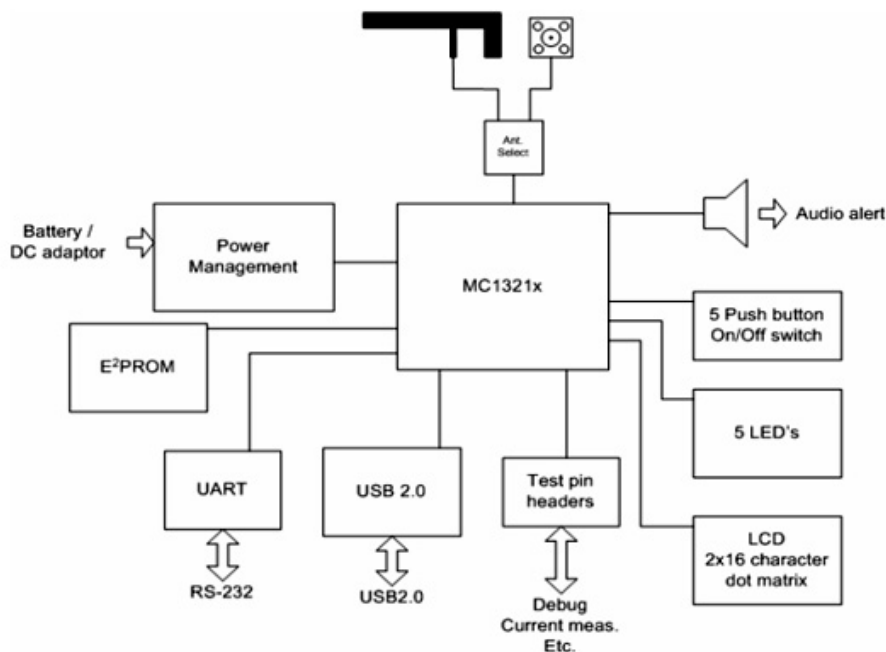 Ant.
Select
Battery /
DC adaptor
Power
Management
MC1321x
Audio alert
5 Push button
On/Off switch
E²PROM
5 LED's
UART
USB 2.0
Test pin
headers
LCD
2x16 character
dot matrix
RS-232
USB2.0
Debug
Current meas.
Etc.